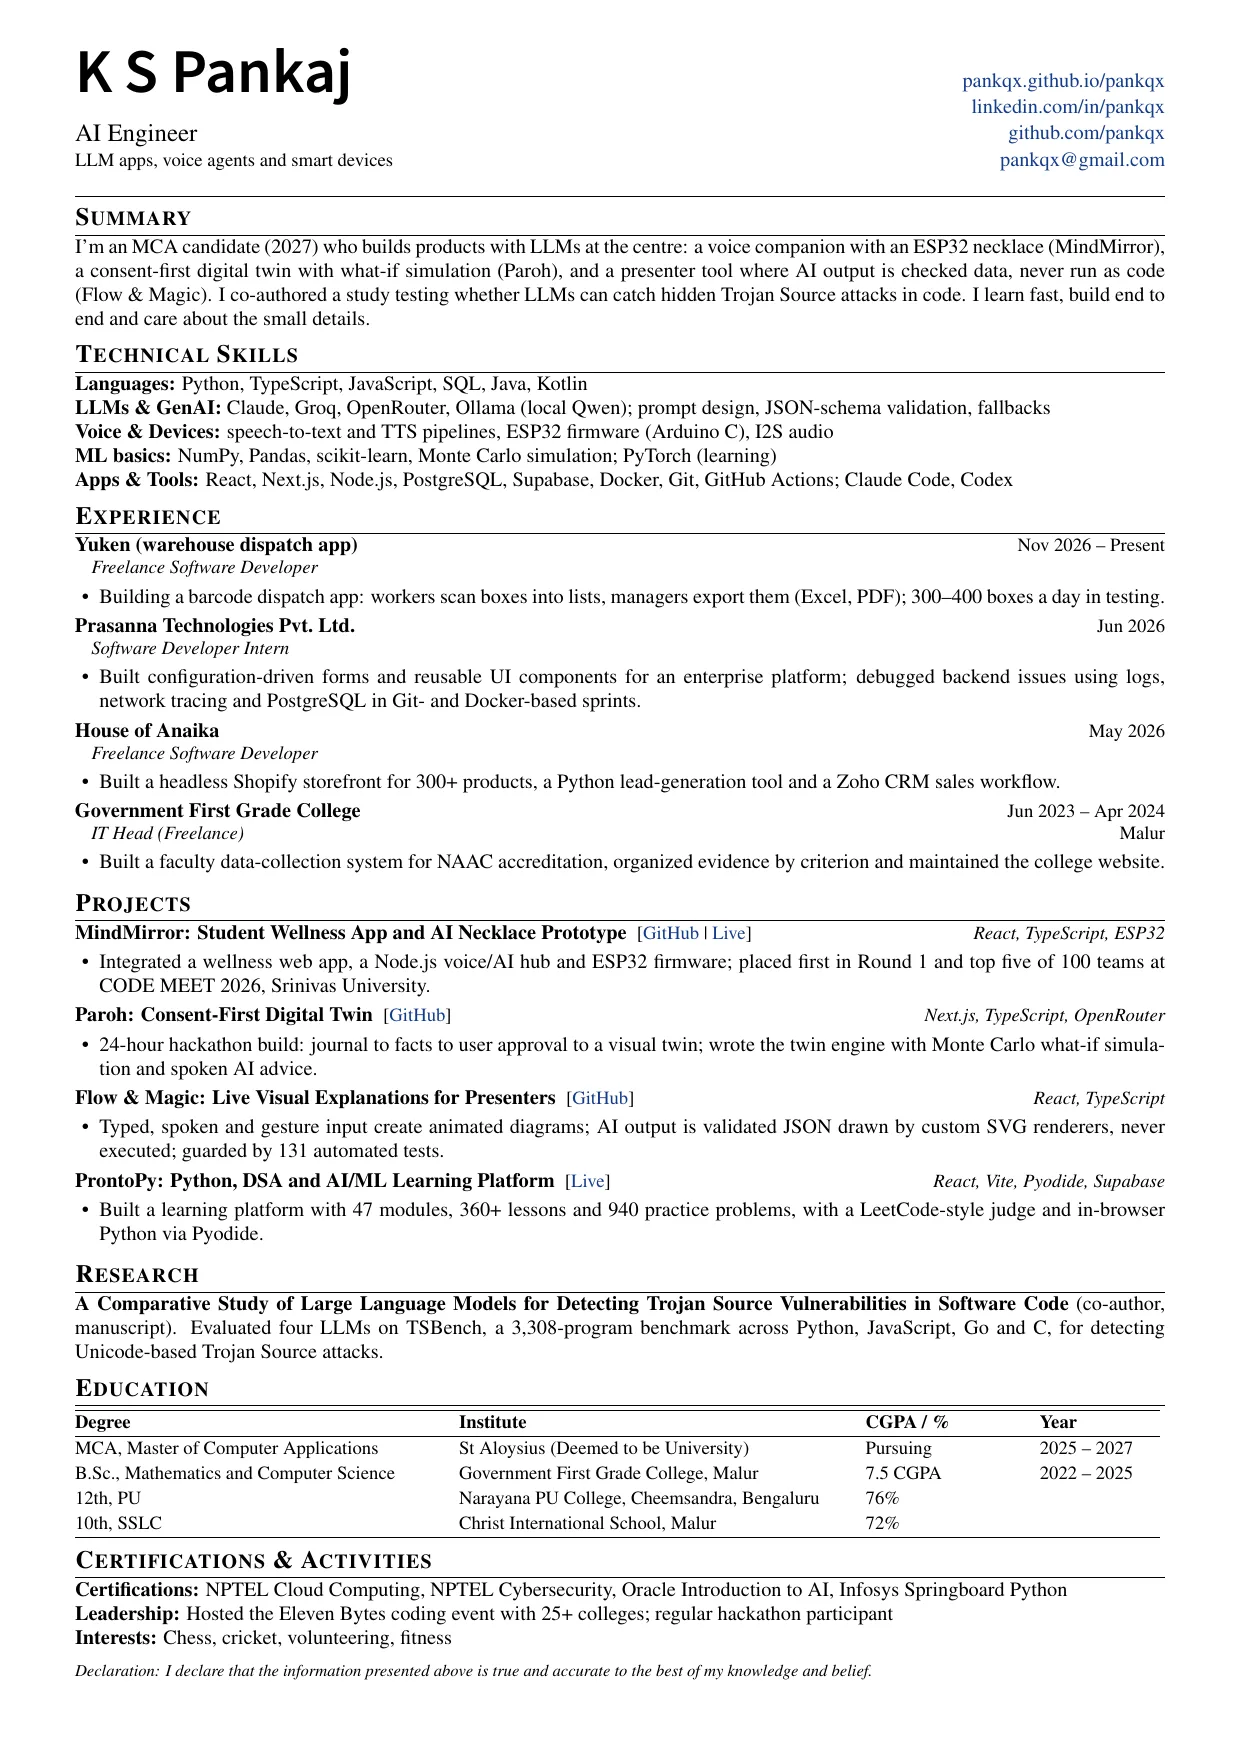 K S Pankaj
AI Engineer
LLM apps, voice agents and smart devices
pankqx.github.io/pankqx
linkedin.com/in/pankqx
github.com/pankqx
pankqx@gmail.com
SUMMARY
I'm an MCA candidate (2027) who builds products with LLMs at the centre: a voice companion with an ESP32 necklace (MindMirror),
a consent-first digital twin with what-if simulation (Paroh), and a presenter tool where AI output is checked data, never run as code
(Flow & Magic). I co-authored a study testing whether LLMs can catch hidden Trojan Source attacks in code. I learn fast, build end to
end and care about the small details.
TECHNICAL SKILLS
Languages: Python, TypeScript, JavaScript, SQL, Java, Kotlin
LLMs & GenAI: Claude, Groq, OpenRouter, Ollama (local Qwen); prompt design, JSON-schema validation, fallbacks
Voice & Devices: speech-to-text and TTS pipelines, ESP32 firmware (Arduino C), I2S audio
ML basics: NumPy, Pandas, scikit-learn, Monte Carlo simulation; PyTorch (learning)
Apps & Tools: React, Next.js, Node.js, PostgreSQL, Supabase, Docker, Git, GitHub Actions; Claude Code, Codex
EXPERIENCE
Yuken (warehouse dispatch app) Nov 2026 – Present
Freelance Software Developer
• Building a barcode dispatch app: workers scan boxes into lists, managers export them (Excel, PDF); 300–400 boxes a day in testing.
Prasanna Technologies Pvt. Ltd. Jun 2026
Software Developer Intern
• Built configuration-driven forms and reusable UI components for an enterprise platform; debugged backend issues using logs,
network tracing and PostgreSQL in Git- and Docker-based sprints.
House of Anaika May 2026
Freelance Software Developer
• Built a headless Shopify storefront for 300+ products, a Python lead-generation tool and a Zoho CRM sales workflow.
Government First Grade College Jun 2023 – Apr 2024
IT Head (Freelance) Malur
• Built a faculty data-collection system for NAAC accreditation, organized evidence by criterion and maintained the college website.
PROJECTS
MindMirror: Student Wellness App and AI Necklace Prototype [GitHub | Live] React, TypeScript, ESP32
• Integrated a wellness web app, a Node.js voice/AI hub and ESP32 firmware; placed first in Round 1 and top five of 100 teams at
CODE MEET 2026, Srinivas University.
Paroh: Consent-First Digital Twin [GitHub] Next.js, TypeScript, OpenRouter
• 24-hour hackathon build: journal to facts to user approval to a visual twin; wrote the twin engine with Monte Carlo what-if simula-
tion and spoken AI advice.
Flow & Magic: Live Visual Explanations for Presenters [GitHub] React, TypeScript
• Typed, spoken and gesture input create animated diagrams; AI output is validated JSON drawn by custom SVG renderers, never
executed; guarded by 131 automated tests.
ProntoPy: Python, DSA and AI/ML Learning Platform [Live] React, Vite, Pyodide, Supabase
• Built a learning platform with 47 modules, 360+ lessons and 940 practice problems, with a LeetCode-style judge and in-browser
Python via Pyodide.
RESEARCH
A Comparative Study of Large Language Models for Detecting Trojan Source Vulnerabilities in Software Code (co-author,
manuscript). Evaluated four LLMs on TSBench, a 3,308-program benchmark across Python, JavaScript, Go and C, for detecting
Unicode-based Trojan Source attacks.
EDUCATION
Degree Institute CGPA / % Year
MCA, Master of Computer Applications St Aloysius (Deemed to be University) Pursuing 2025 – 2027
B.Sc., Mathematics and Computer Science Government First Grade College, Malur 7.5 CGPA 2022 – 2025
12th, PU Narayana PU College, Cheemsandra, Bengaluru 76%
10th, SSLC Christ International School, Malur 72%
CERTIFICATIONS & ACTIVITIES
Certifications: NPTEL Cloud Computing, NPTEL Cybersecurity, Oracle Introduction to AI, Infosys Springboard Python
Leadership: Hosted the Eleven Bytes coding event with 25+ colleges; regular hackathon participant
Interests: Chess, cricket, volunteering, fitness
Declaration: I declare that the information presented above is true and accurate to the best of my knowledge and belief.